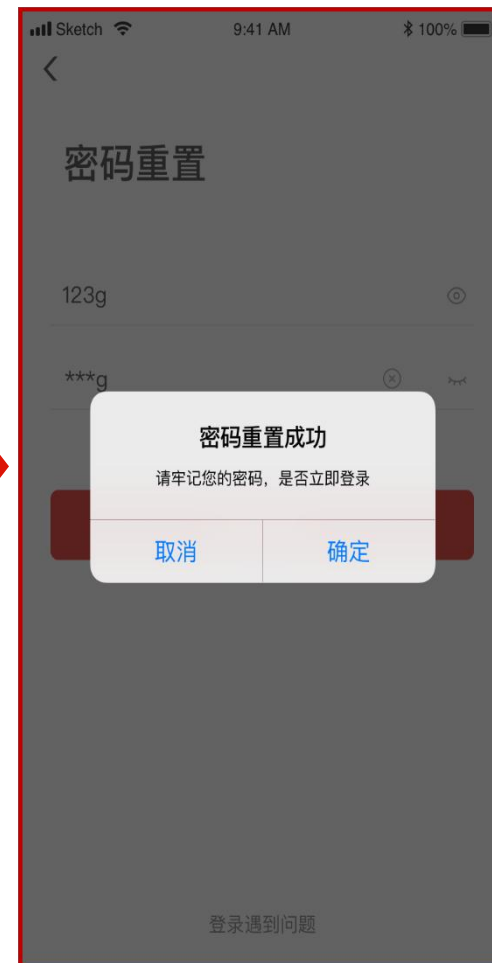 Sketch 9:41 AM 100%
密码重置
123g
***g
密码重置成功
请牢记您的密码，是否立即登录
取消 确定
登录遇到问题